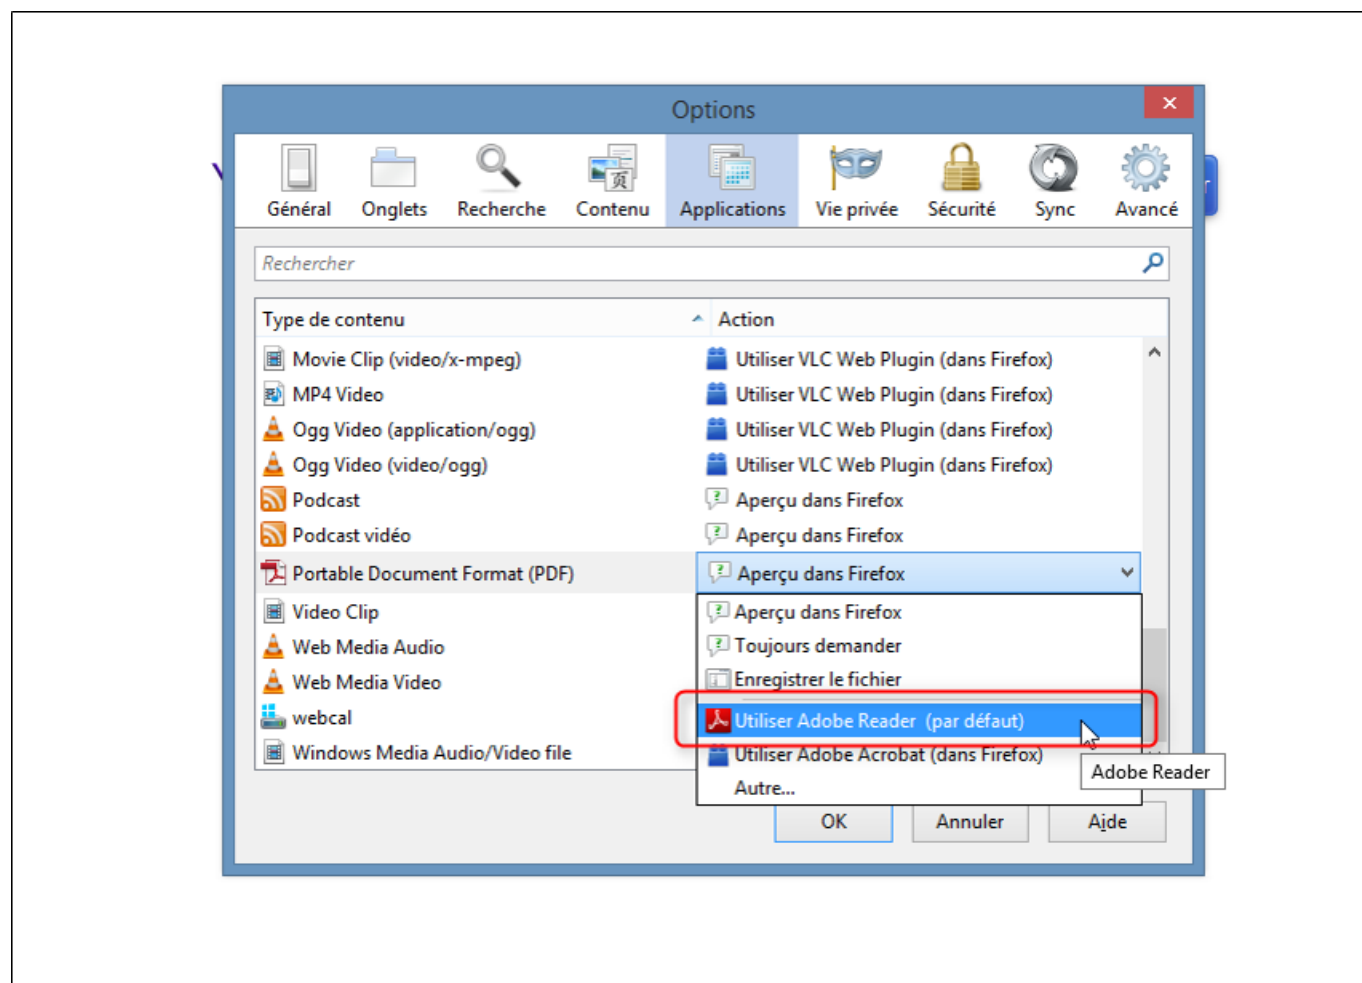 Options
Général Onglets Recherche Contenu Applications Vie privée Sécurité Sync Avancé
Rechercher
Type de contenu Action
Movie Clip (video/x-mpeg) Utiliser VLC Web Plugin (dans Firefox)
MP4 Video Utiliser VLC Web Plugin (dans Firefox)
Ogg Video (application/ogg) Utiliser VLC Web Plugin (dans Firefox)
Ogg Video (video/ogg) Utiliser VLC Web Plugin (dans Firefox)
Podcast Aperçu dans Firefox
Podcast vidéo Aperçu dans Firefox
Portable Document Format (PDF) Aperçu dans Firefox
Video Clip Aperçu dans Firefox
Web Media Audio Toujours demander
Web Media Video Enregistrer le fichier
webcal Utiliser Adobe Reader (par défaut)
Windows Media Audio/Video file Utiliser Adobe Acrobat (dans Firefox)
Adobe Reader
Autre...
OK Annuler Aide